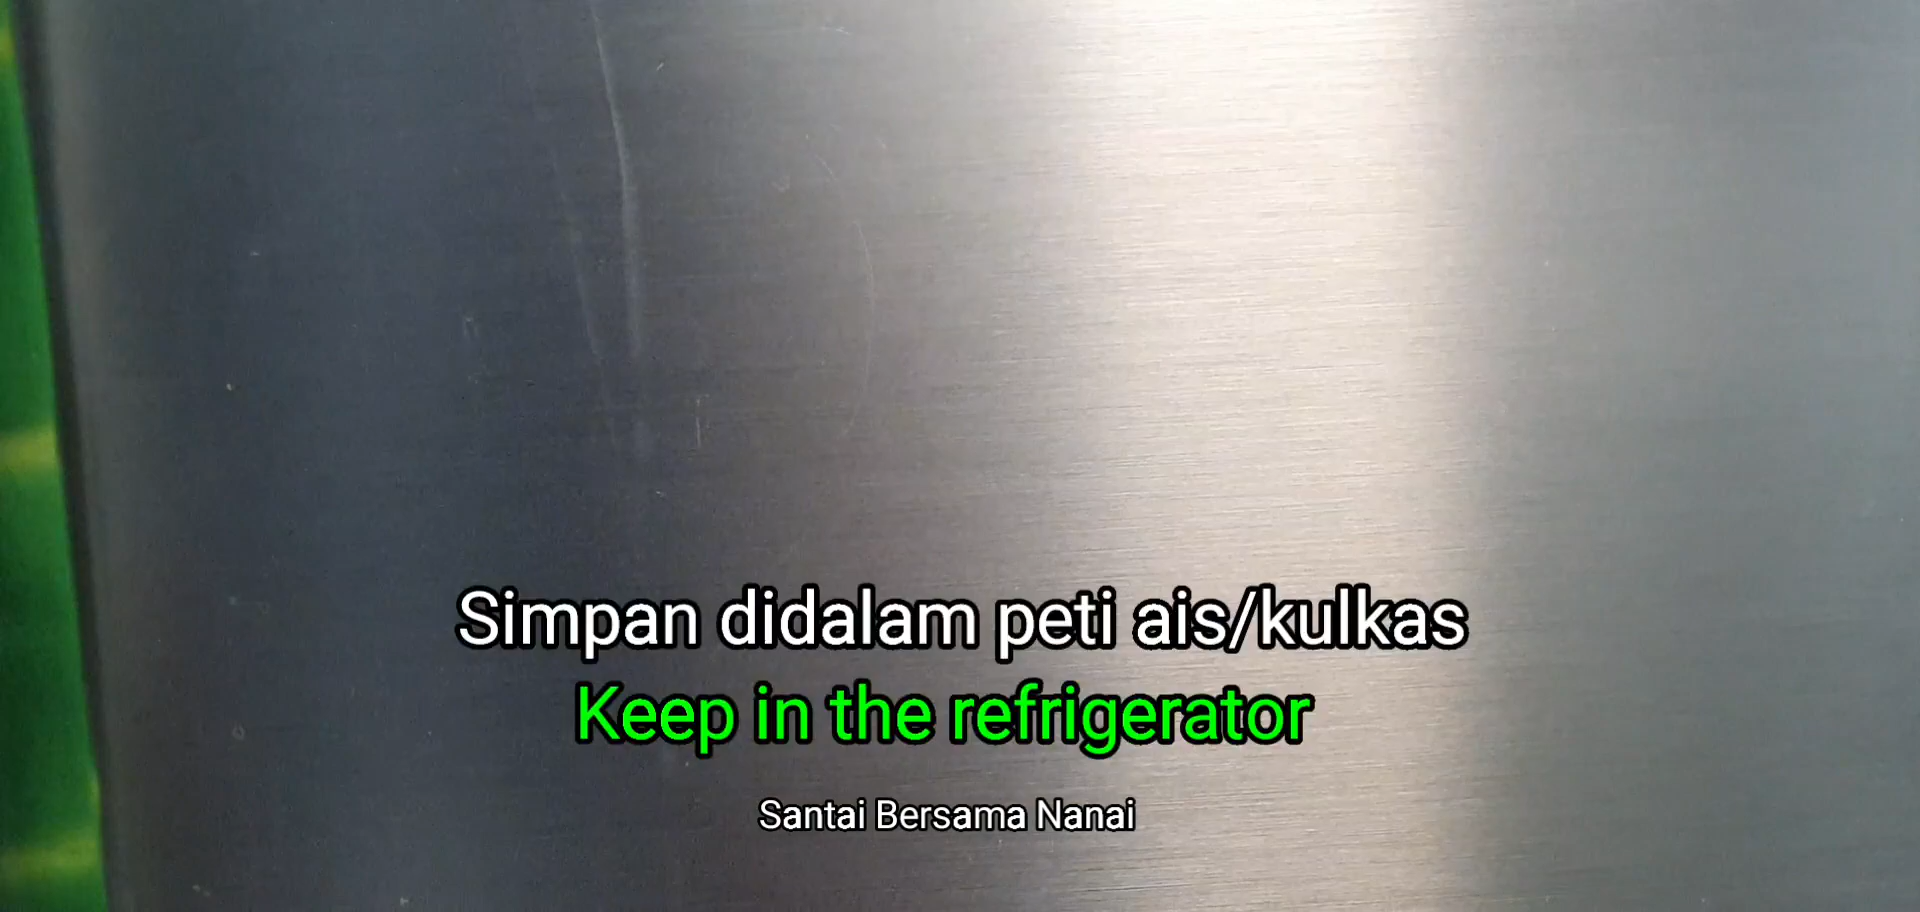 Simpan didalam peti ais/kulkas
Keep in the refrigerator
Santai Bersama Nanai